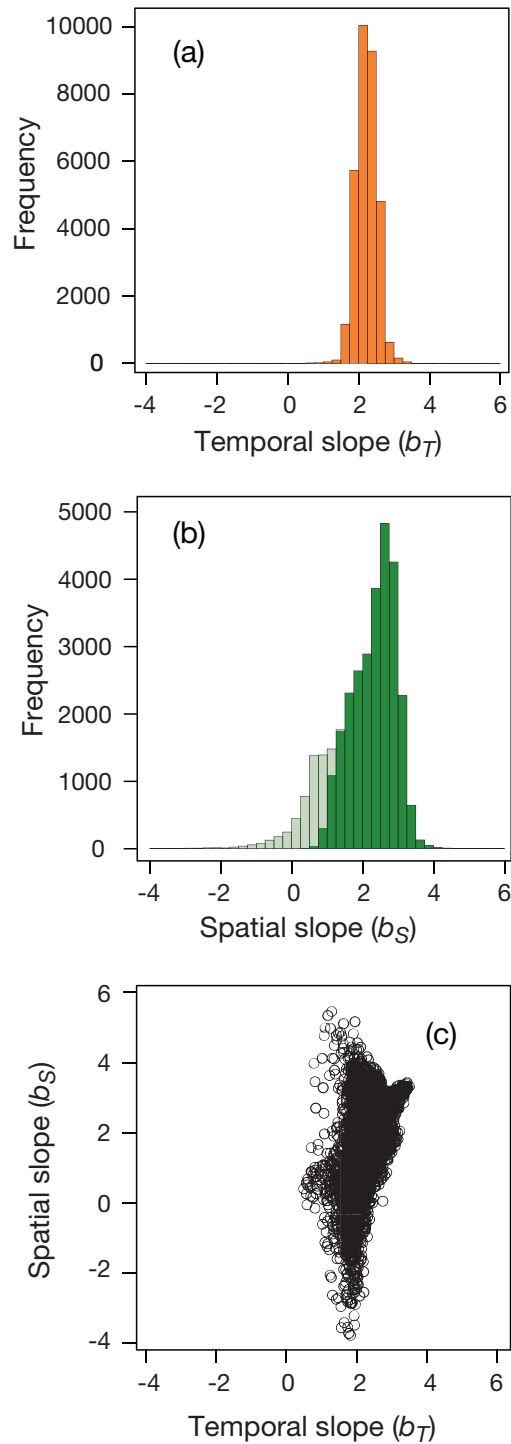 (a)
Frequency
10000
8000
6000
4000
2000
0
-4 -2 0 2 4 6
Temporal slope (bT)
(b)
Frequency
5000
4000
3000
2000
1000
0
-4 -2 0 2 4 6
Spatial slope (bS)
(c)
Spatial slope (bS)
6
4
2
0
-2
-4
-4 -2 0 2 4 6
Temporal slope (bT)